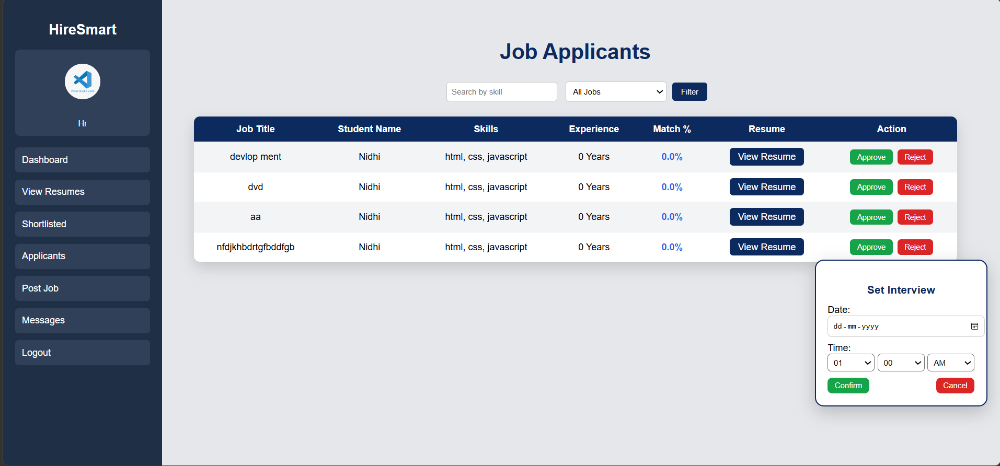 HireSmart
Visual Studio Code
Hr
Dashboard
View Resumes
Shortlisted
Applicants
Post Job
Messages
Logout
Job Applicants
Search by skill
All Jobs
Filter
Job Title Student Name Skills Experience Match % Resume Action
devlop ment Nidhi html, css, javascript 0 Years 0.0% View Resume Approve Reject
dvd Nidhi html, css, javascript 0 Years 0.0% View Resume Approve Reject
aa Nidhi html, css, javascript 0 Years 0.0% View Resume Approve Reject
nfdjkhbdrtgfbddfgb Nidhi html, css, javascript 0 Years 0.0% View Resume Approve Reject
Set Interview
Date:
dd-mm-yyyy
Time:
01 00 AM
Confirm Cancel